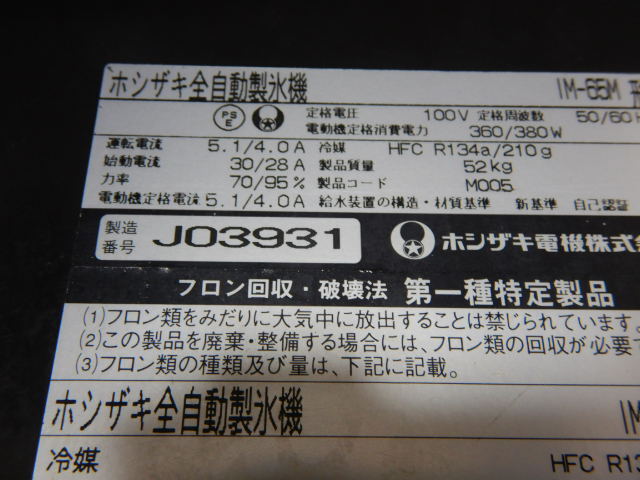 ホシザキ全自動製氷機 IM-65M 形
PS E 定格電圧 100V 定格周波数 50/60H
電動機定格消費電力 360/380W
運転電流 5.1/4.0A 冷媒 HFC R134a/210g
始動電流 30/28A 製品質量 52kg
力率 70/95% 製品コード M005
電動機定格電流 5.1/4.0A 給水装置の構造・材質基準 新基準 自己認証
製造番号 J03931 ホシザキ電機株式会
フロン回収・破壊法 第一種特定製品
(1)フロン類をみだりに大気中に放出することは禁じられています。
(2)この製品を廃棄・整備する場合には、フロン類の回収が必要で
(3)フロン類の種類及び量は、下記に記載。
ホシザキ全自動製氷機 IM
冷媒 HFC R13